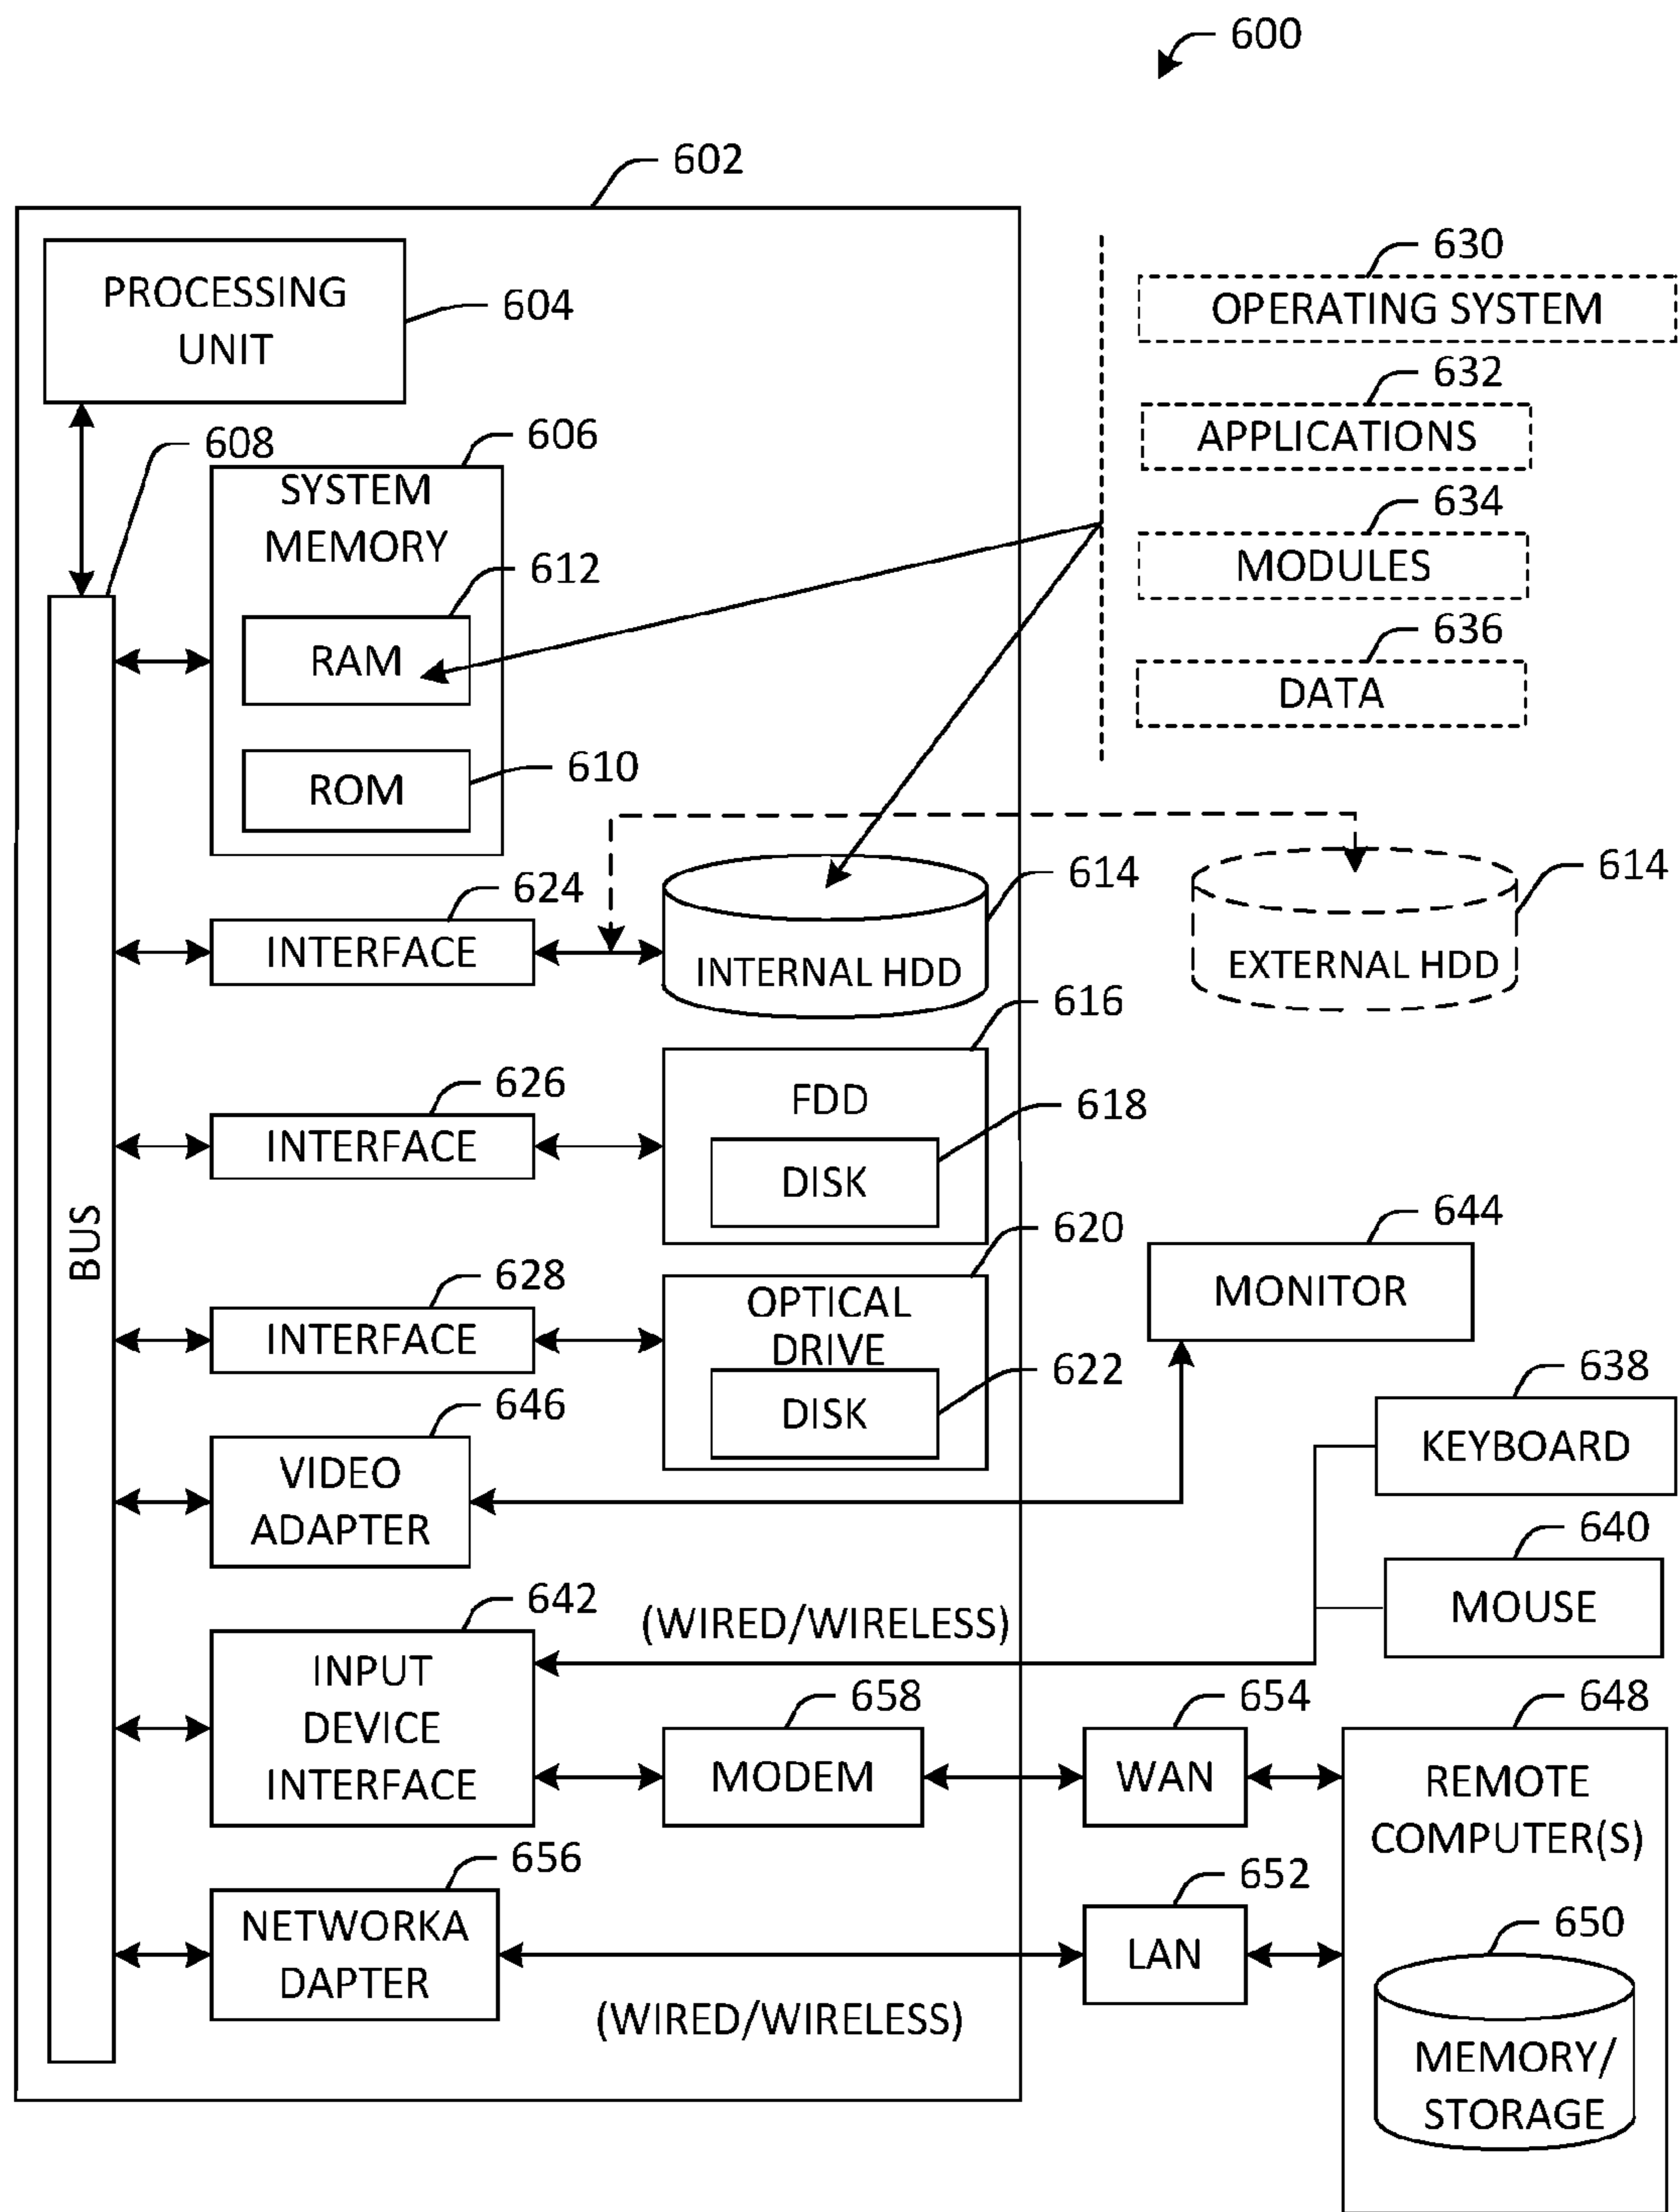 600
602
PROCESSING
UNIT
604
630
OPERATING SYSTEM
632
APPLICATIONS
634
MODULES
636
DATA
608
606
SYSTEM
MEMORY
612
RAM
610
ROM
BUS
624
INTERFACE
614
INTERNAL HDD
614
EXTERNAL HDD
616
626
INTERFACE
FDD
618
DISK
620
628
INTERFACE
OPTICAL
DRIVE
622
DISK
644
MONITOR
638
KEYBOARD
646
VIDEO
ADAPTER
640
MOUSE
642
(WIRED/WIRELESS)
INPUT
DEVICE
INTERFACE
658
MODEM
654
WAN
648
REMOTE
COMPUTER(S)
656
NETWORKA
DAPTER
652
LAN
650
(WIRED/WIRELESS)
MEMORY/
STORAGE